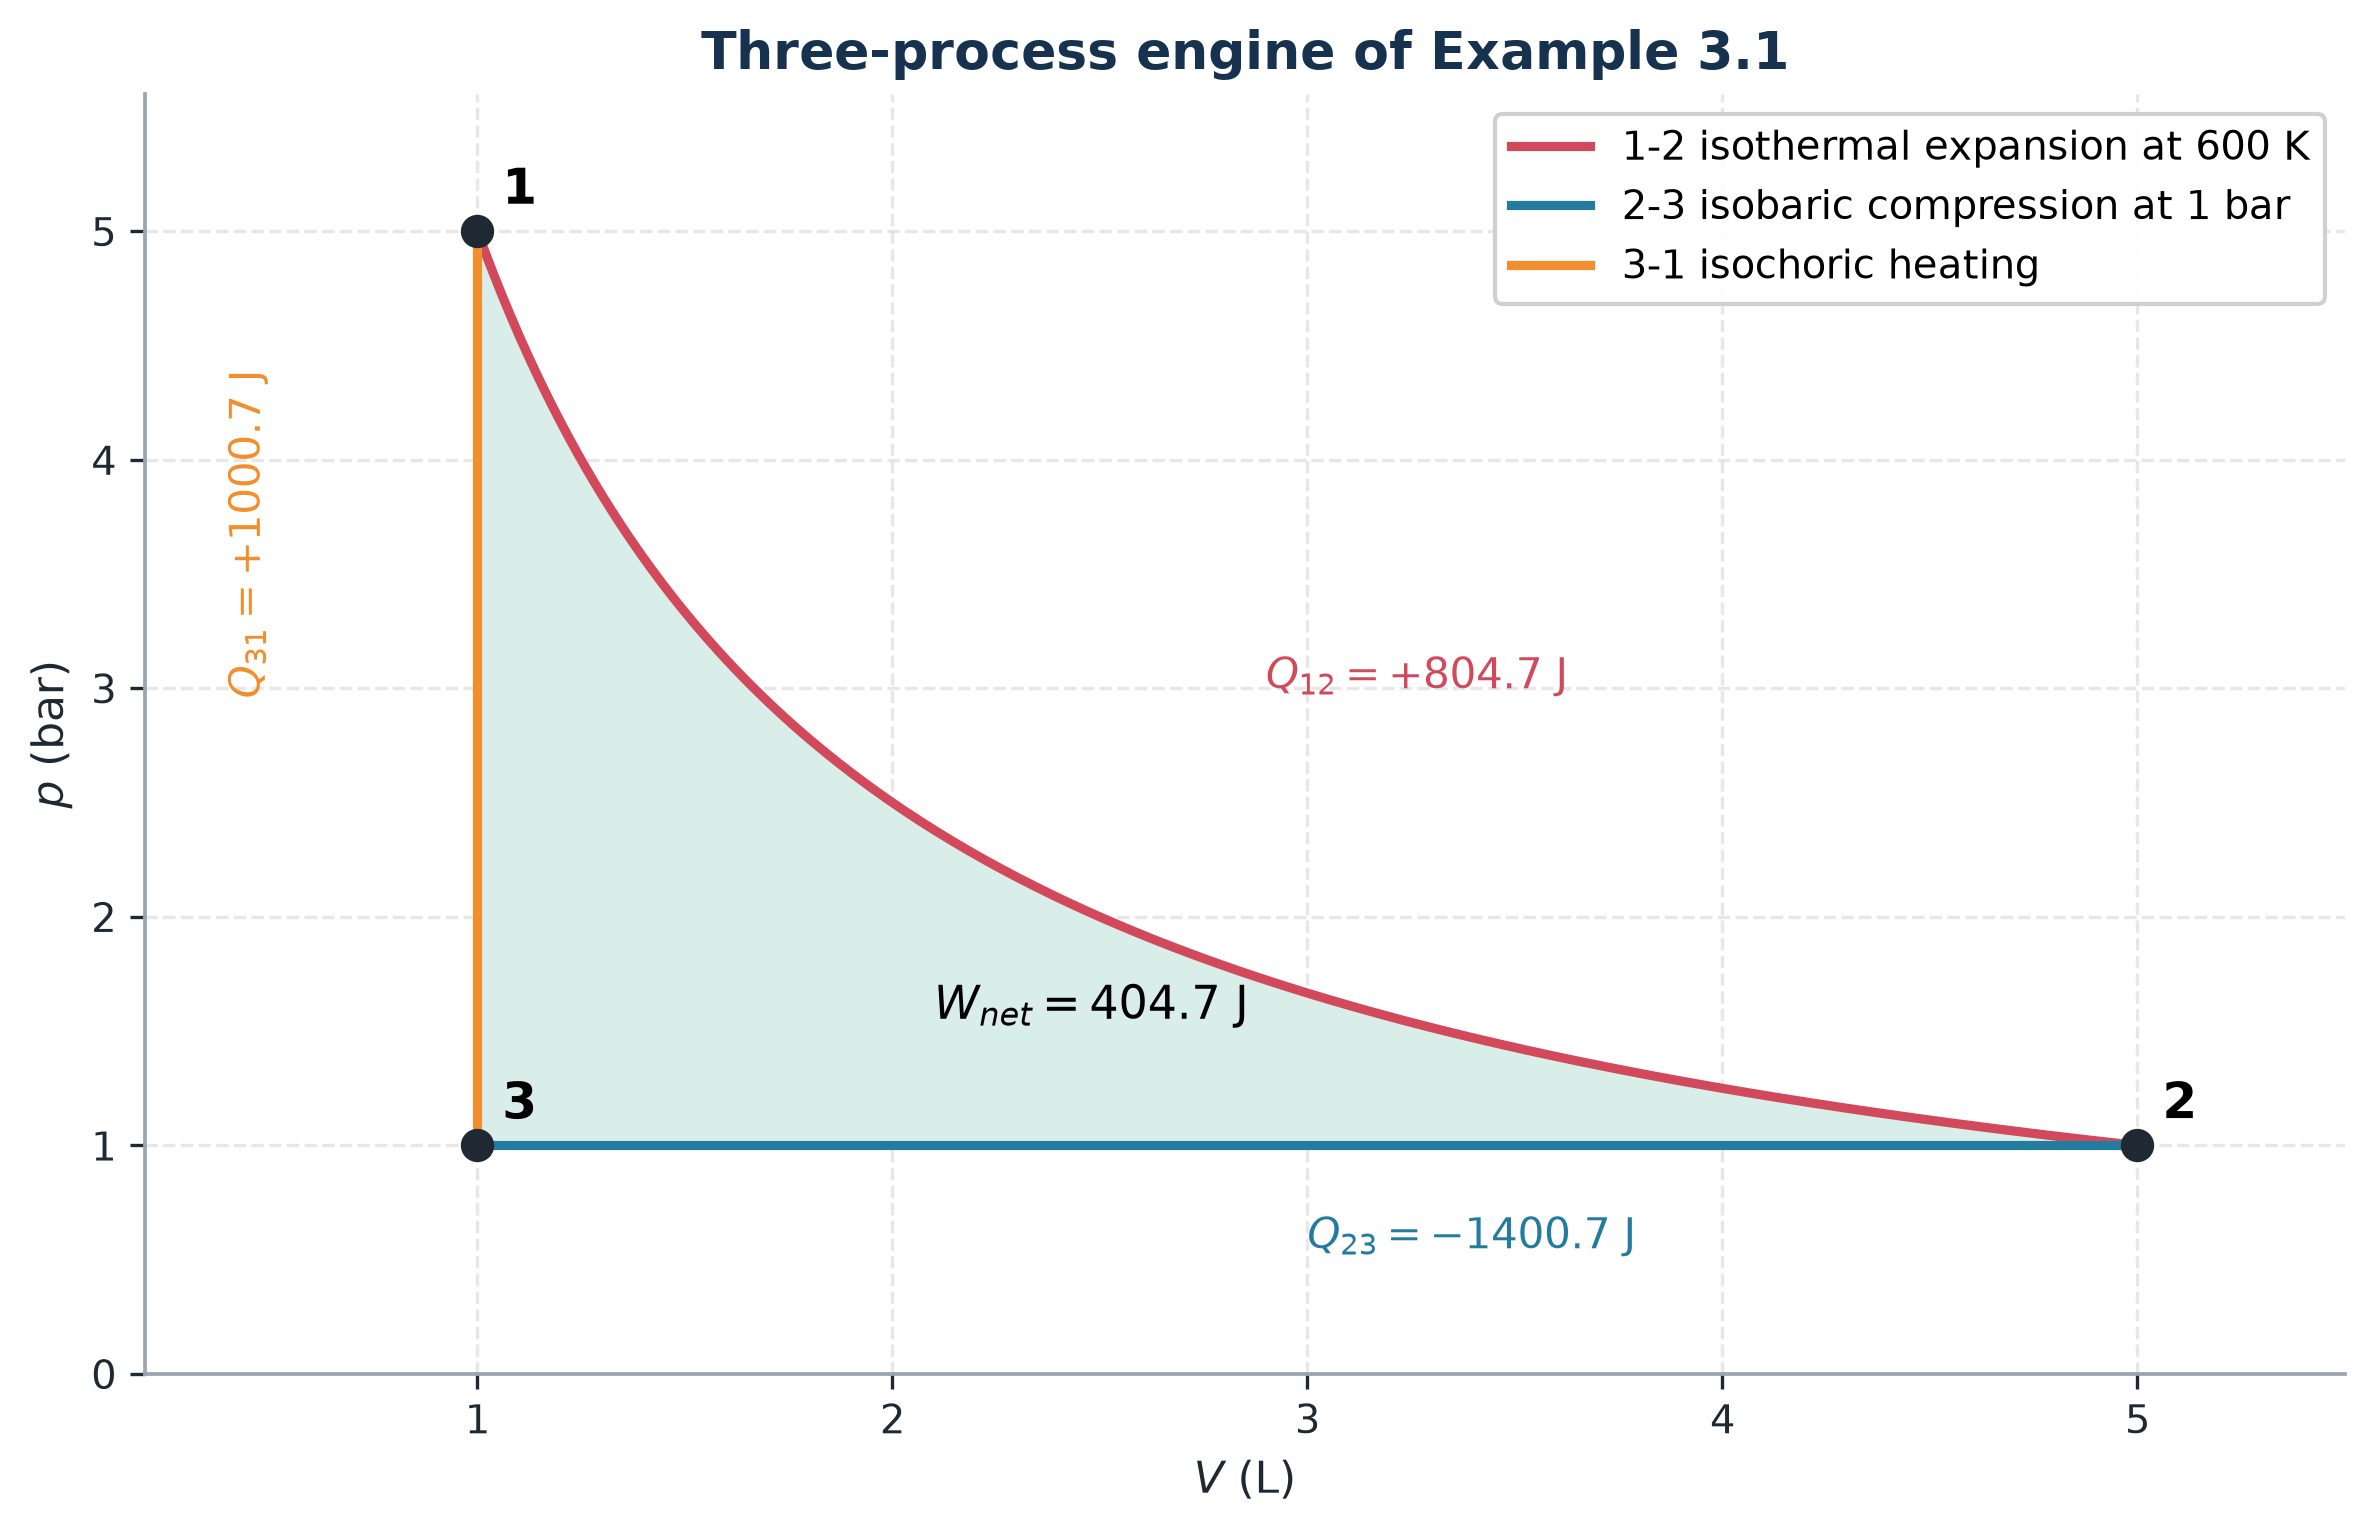 Three-process engine of Example 3.1
1-2 isothermal expansion at 600 K
2-3 isobaric compression at 1 bar
3-1 isochoric heating
1
5
Q₃₁ = +1000.7 J
4
p (bar)
3
Q₁₂ = +804.7 J
2
W_net = 404.7 J
3
2
1
Q₂₃ = −1400.7 J
0
1 2 3 4 5
V (L)